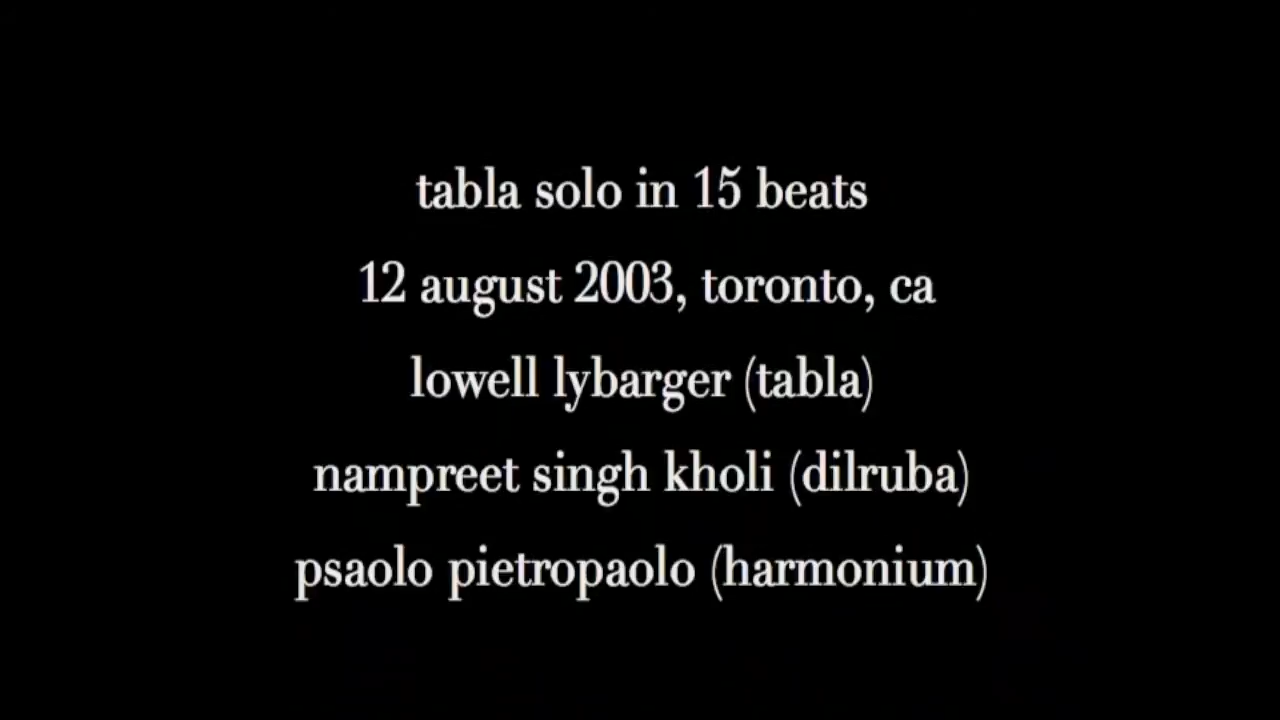 tabla solo in 15 beats
12 august 2003, toronto, ca
lowell lybarger (tabla)
nampreet singh kholi (dilruba)
psaolo pietropaolo (harmonium)